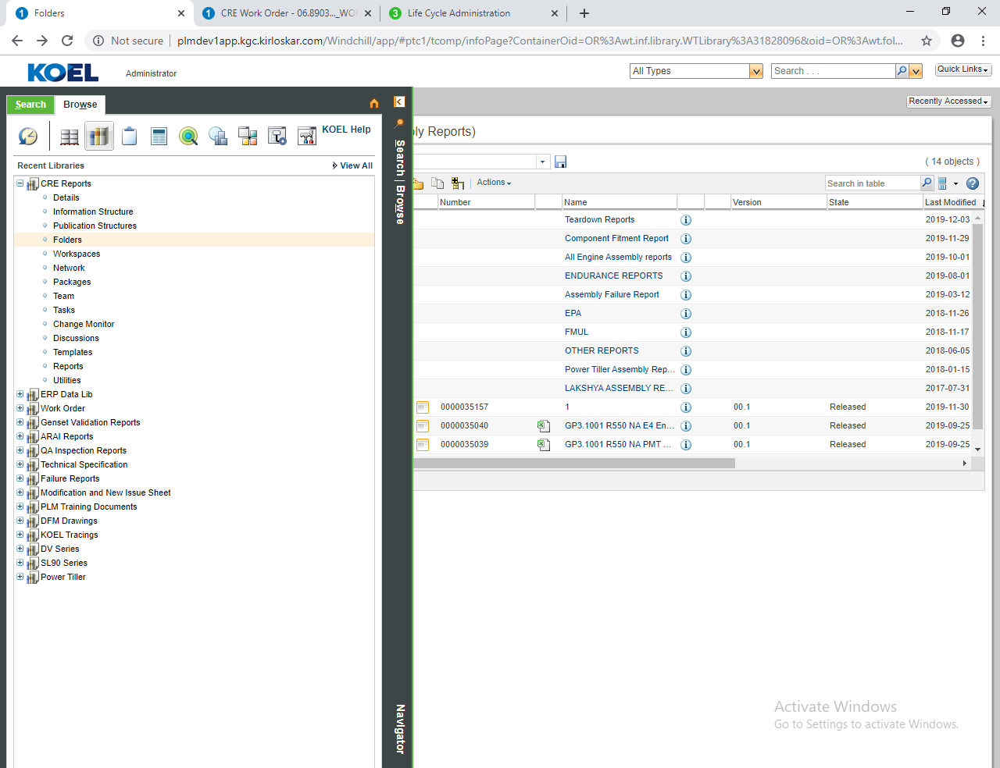 1 Folders
1 CRE Work Order - 06.8903..._WOI
3 Life Cycle Administration
Not secure plmdev1app.kgc.kirloskar.com/Windchill/app/#ptc1/tcomp/infoPage?ContainerOid=OR%3Awt.inf.library.WTLibrary%3A31828096&oid=OR%3Awt.fol...
KOEL
Administrator
All Types
Search . . .
Quick Links
Search
Browse
Recently Accessed
KOEL Help
Search | Browse
Navigator
Recent Libraries
View All
CRE Reports
Details
Information Structure
Publication Structures
Folders
Workspaces
Network
Packages
Team
Tasks
Change Monitor
Discussions
Templates
Reports
Utilities
ERP Data Lib
Work Order
Genset Validation Reports
ARAI Reports
QA Inspection Reports
Technical Specification
Failure Reports
Modification and New Issue Sheet
PLM Training Documents
DFM Drawings
KOEL Tracings
DV Series
SL90 Series
Power Tiller
ly Reports)
( 14 objects )
Actions
Search in table
Number Name Version State Last Modified
Teardown Reports 2019-12-03
Component Fitment Report 2019-11-29
All Engine Assembly reports 2019-10-01
ENDURANCE REPORTS 2019-08-01
Assembly Failure Report 2019-03-12
EPA 2018-11-26
FMUL 2018-11-17
OTHER REPORTS 2018-06-05
Power Tiller Assembly Rep... 2018-01-15
LAKSHYA ASSEMBLY RE... 2017-07-31
0000035157 1 00.1 Released 2019-11-30
0000035040 GP3.1001 R550 NA E4 En... 00.1 Released 2019-09-25
0000035039 GP3.1001 R550 NA PMT ... 00.1 Released 2019-09-25
Activate Windows
Go to Settings to activate Windows.